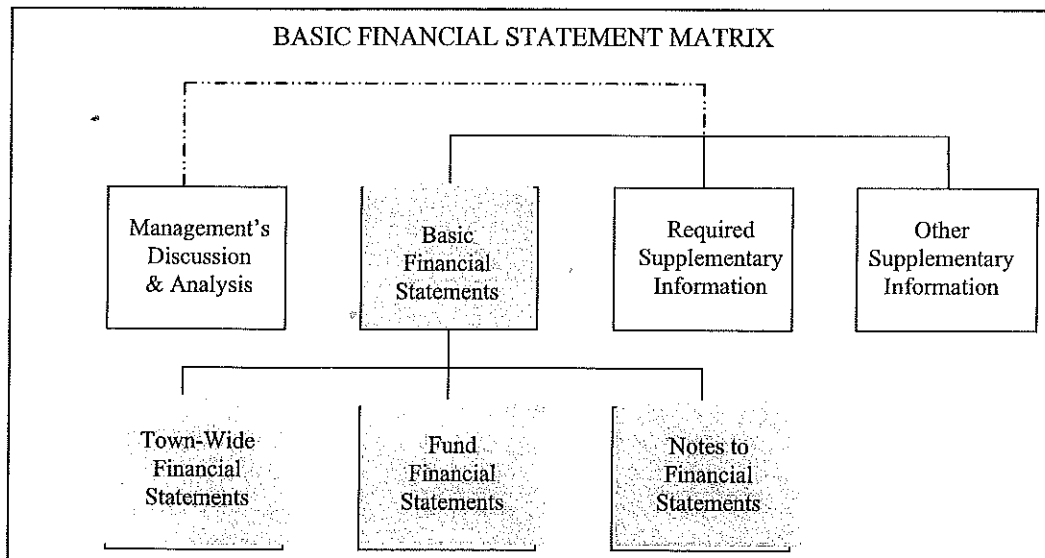 BASIC FINANCIAL STATEMENT MATRIX
Management's
Discussion
& Analysis
Basic
Financial
Statements
Required
Supplementary
Information
Other
Supplementary
Information
Town-Wide
Financial
Statements
Fund
Financial
Statements
Notes to
Financial
Statements